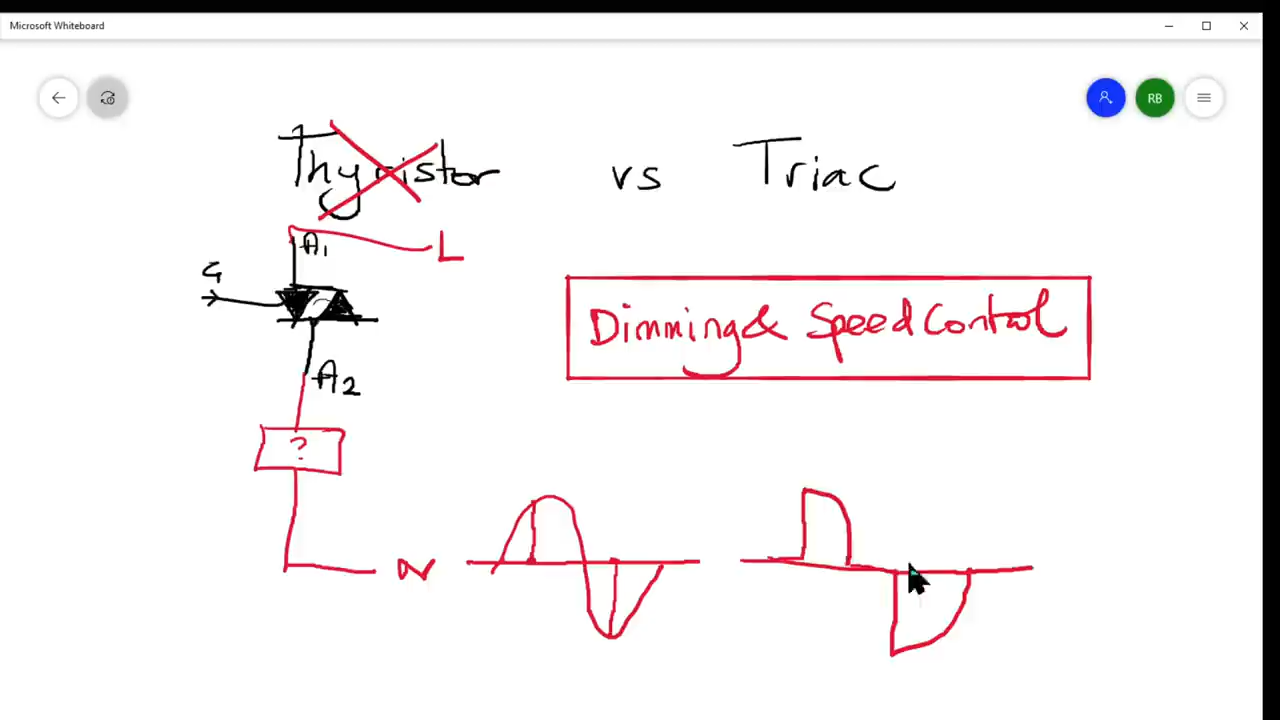 Microsoft Whiteboard
RB
Thyristor vs Triac
A1
L
G
Dimming & Speed Control
A2
?
N